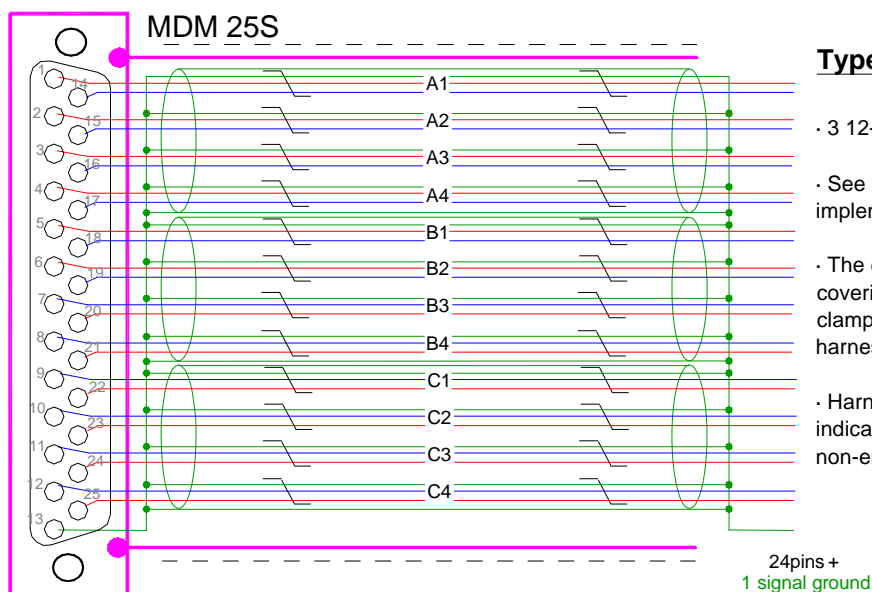 MDM 25S
Type
· 3 12-
· See
imple
· The
coveri
clamp
harnes
· Harn
indica
non-e
1
14
2
15
3
16
4
17
5
18
6
19
7
20
8
21
9
22
10
23
11
24
12
25
13
A1
A2
A3
A4
B1
B2
B3
B4
C1
C2
C3
C4
24pins +
1 signal ground